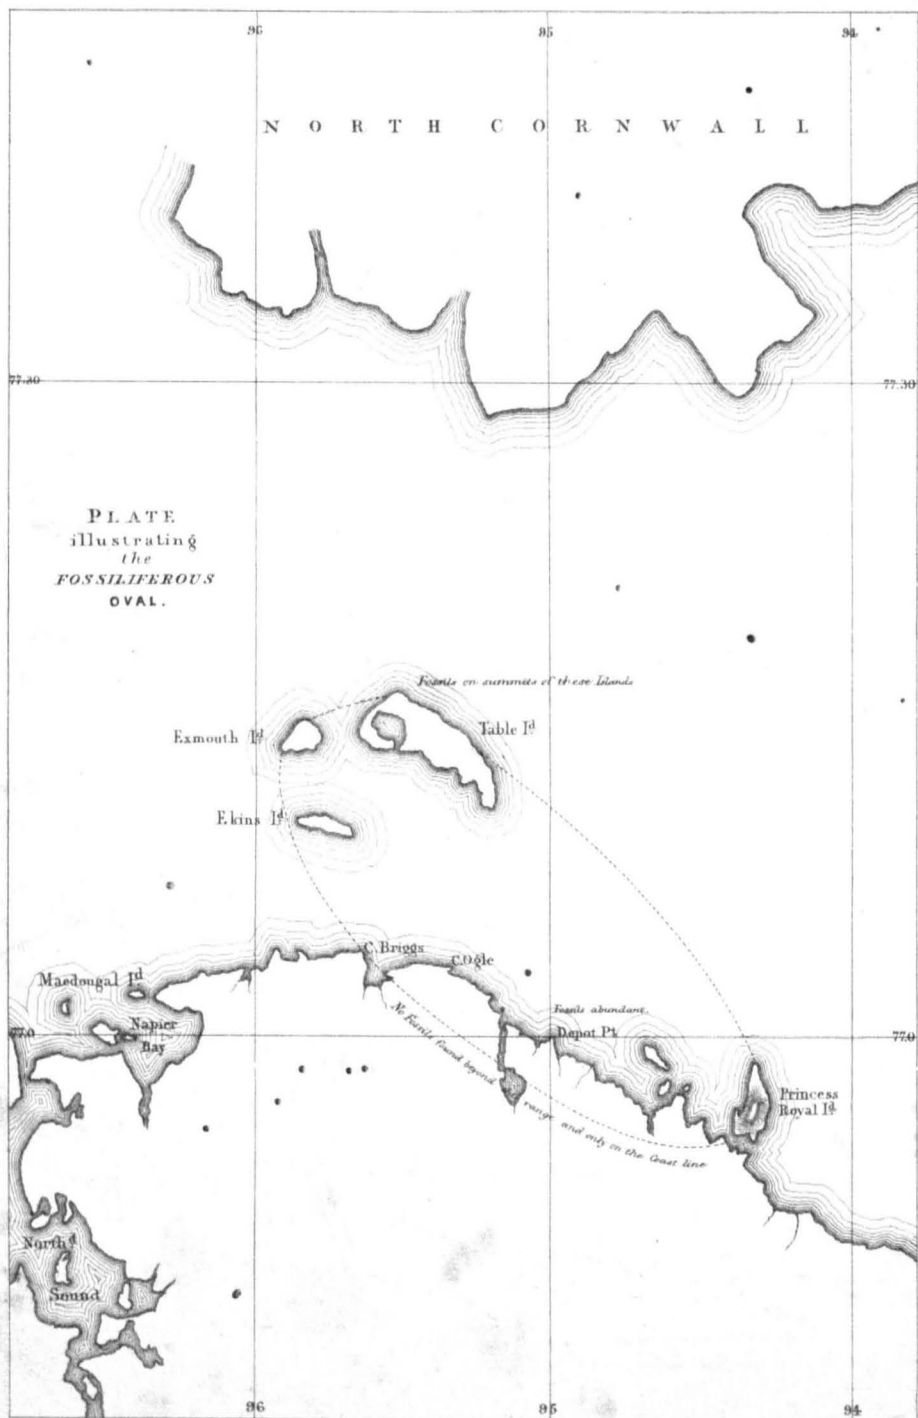 96 95 94
NORTH CORNWALL
77.30 77.30
PLATE
illustrating
the
FOSSILIFEROUS
OVAL.
Fossils on summits of these Islands
Exmouth Id.
Table Id.
Ekins Id.
C. Briggs
C. Ogle
Macdougal Id.
Fossils abundant.
Napier
Bay
77.0 77.0
Depot Pt.
No Fossils found beyond range and only on the Coast line
Princess
Royal Id.
Northd.
Sound
96 95 94